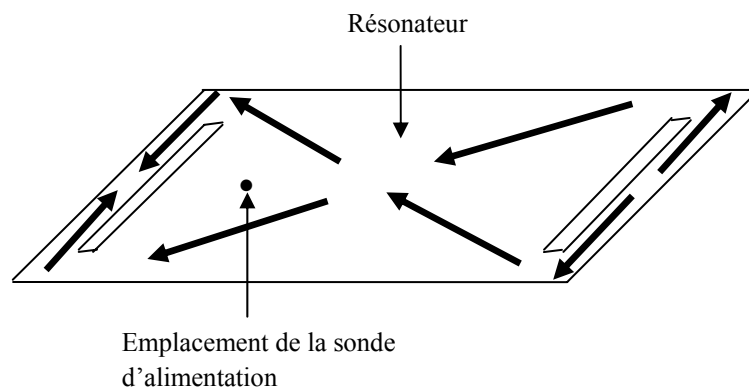 Résonateur
Emplacement de la sonde
d’alimentation